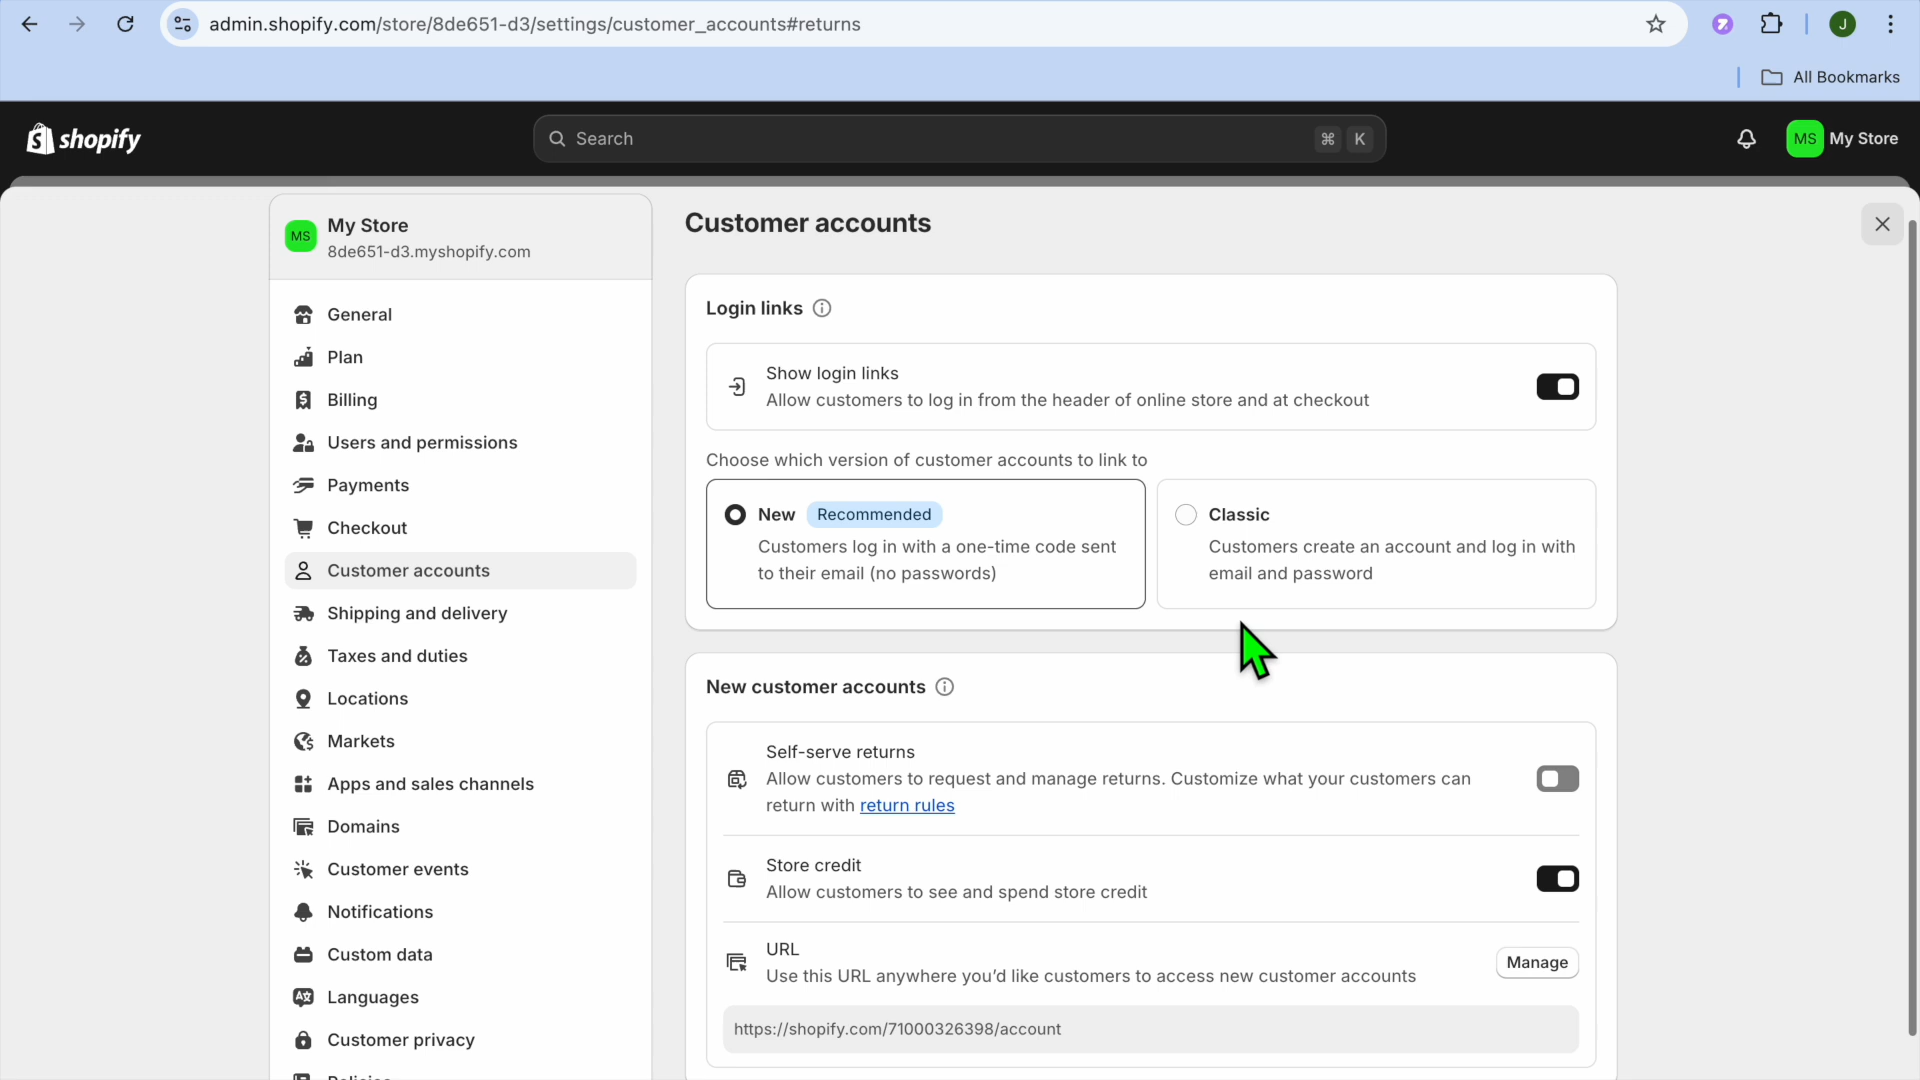 admin.shopify.com/store/8de651-d3/settings/customer_accounts#returns
J
All Bookmarks
shopify
Search
⌘ K
MS My Store
MS
My Store
8de651-d3.myshopify.com
General
Plan
Billing
Users and permissions
Payments
Checkout
Customer accounts
Shipping and delivery
Taxes and duties
Locations
Markets
Apps and sales channels
Domains
Customer events
Notifications
Custom data
Languages
Customer privacy
Policies
Customer accounts
Login links
Show login links
Allow customers to log in from the header of online store and at checkout
Choose which version of customer accounts to link to
New Recommended
Customers log in with a one-time code sent
to their email (no passwords)
Classic
Customers create an account and log in with
email and password
New customer accounts
Self-serve returns
Allow customers to request and manage returns. Customize what your customers can
return with return rules
Store credit
Allow customers to see and spend store credit
URL
Use this URL anywhere you’d like customers to access new customer accounts
Manage
https://shopify.com/71000326398/account